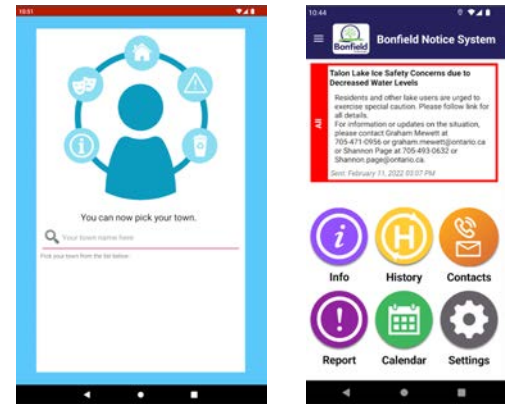 10:51
You can now pick your town.
Your town name here
Pick your town from the list below:
10:44
Bonfield
Bonfield Notice System
All
Talon Lake Ice Safety Concerns due to
Decreased Water Levels
Residents and other lake users are urged to
exercise special caution. Please follow link for
all details.
For information or updates on the situation,
please contact Graham Mewett at
705-471-0956 or graham.mewett@ontario.ca
or Shannon Page at 705-493-0632 or
Shannon.page@ontario.ca.
Sent: February 11, 2022 03:07 PM
i
H
Info
History
Contacts
!
Report
Calendar
Settings